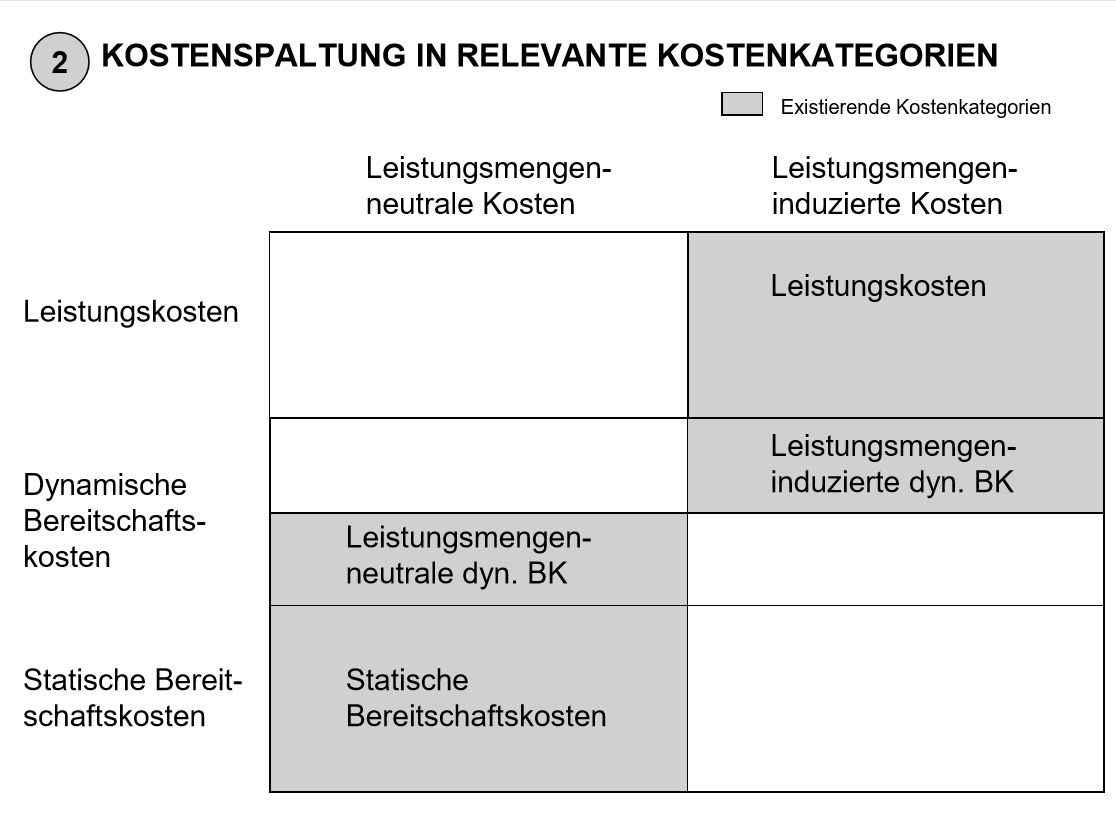 2 KOSTENSPALTUNG IN RELEVANTE KOSTENKATEGORIEN
Existierende Kostenkategorien
Leistungsmengen-
neutrale Kosten
Leistungsmengen-
induzierte Kosten
Leistungskosten
Leistungskosten
Dynamische
Bereitschafts-
kosten
Leistungsmengen-
induzierte dyn. BK
Leistungsmengen-
neutrale dyn. BK
Statische Bereit-
schaftskosten
Statische
Bereitschaftskosten